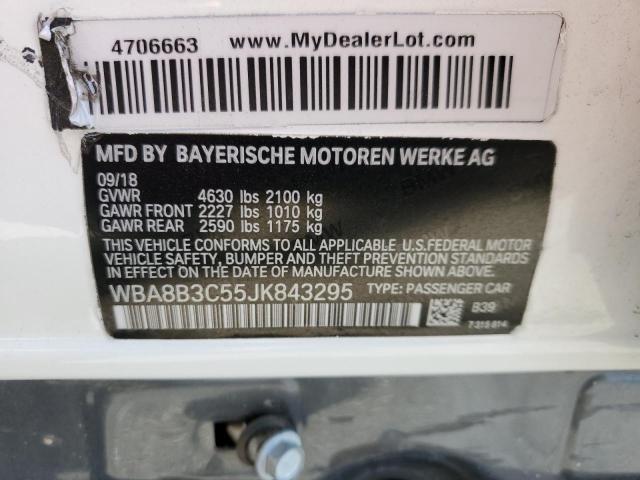 4706663 www.MyDealerLot.com
MFD BY BAYERISCHE MOTOREN WERKE AG
09/18
GVWR 4630 lbs 2100 kg
GAWR FRONT 2227 lbs 1010 kg
GAWR REAR 2590 lbs 1175 kg
THIS VEHICLE CONFORMS TO ALL APPLICABLE U.S.FEDERAL MOTOR
VEHICLE SAFETY, BUMPER AND THEFT PREVENTION
STANDARDS IN EFFECT ON THE DATE OF MANUFACTURE SHOWN ABOVE.
WBA8B3C55JK843295 TYPE: PASSENGER CAR
B39